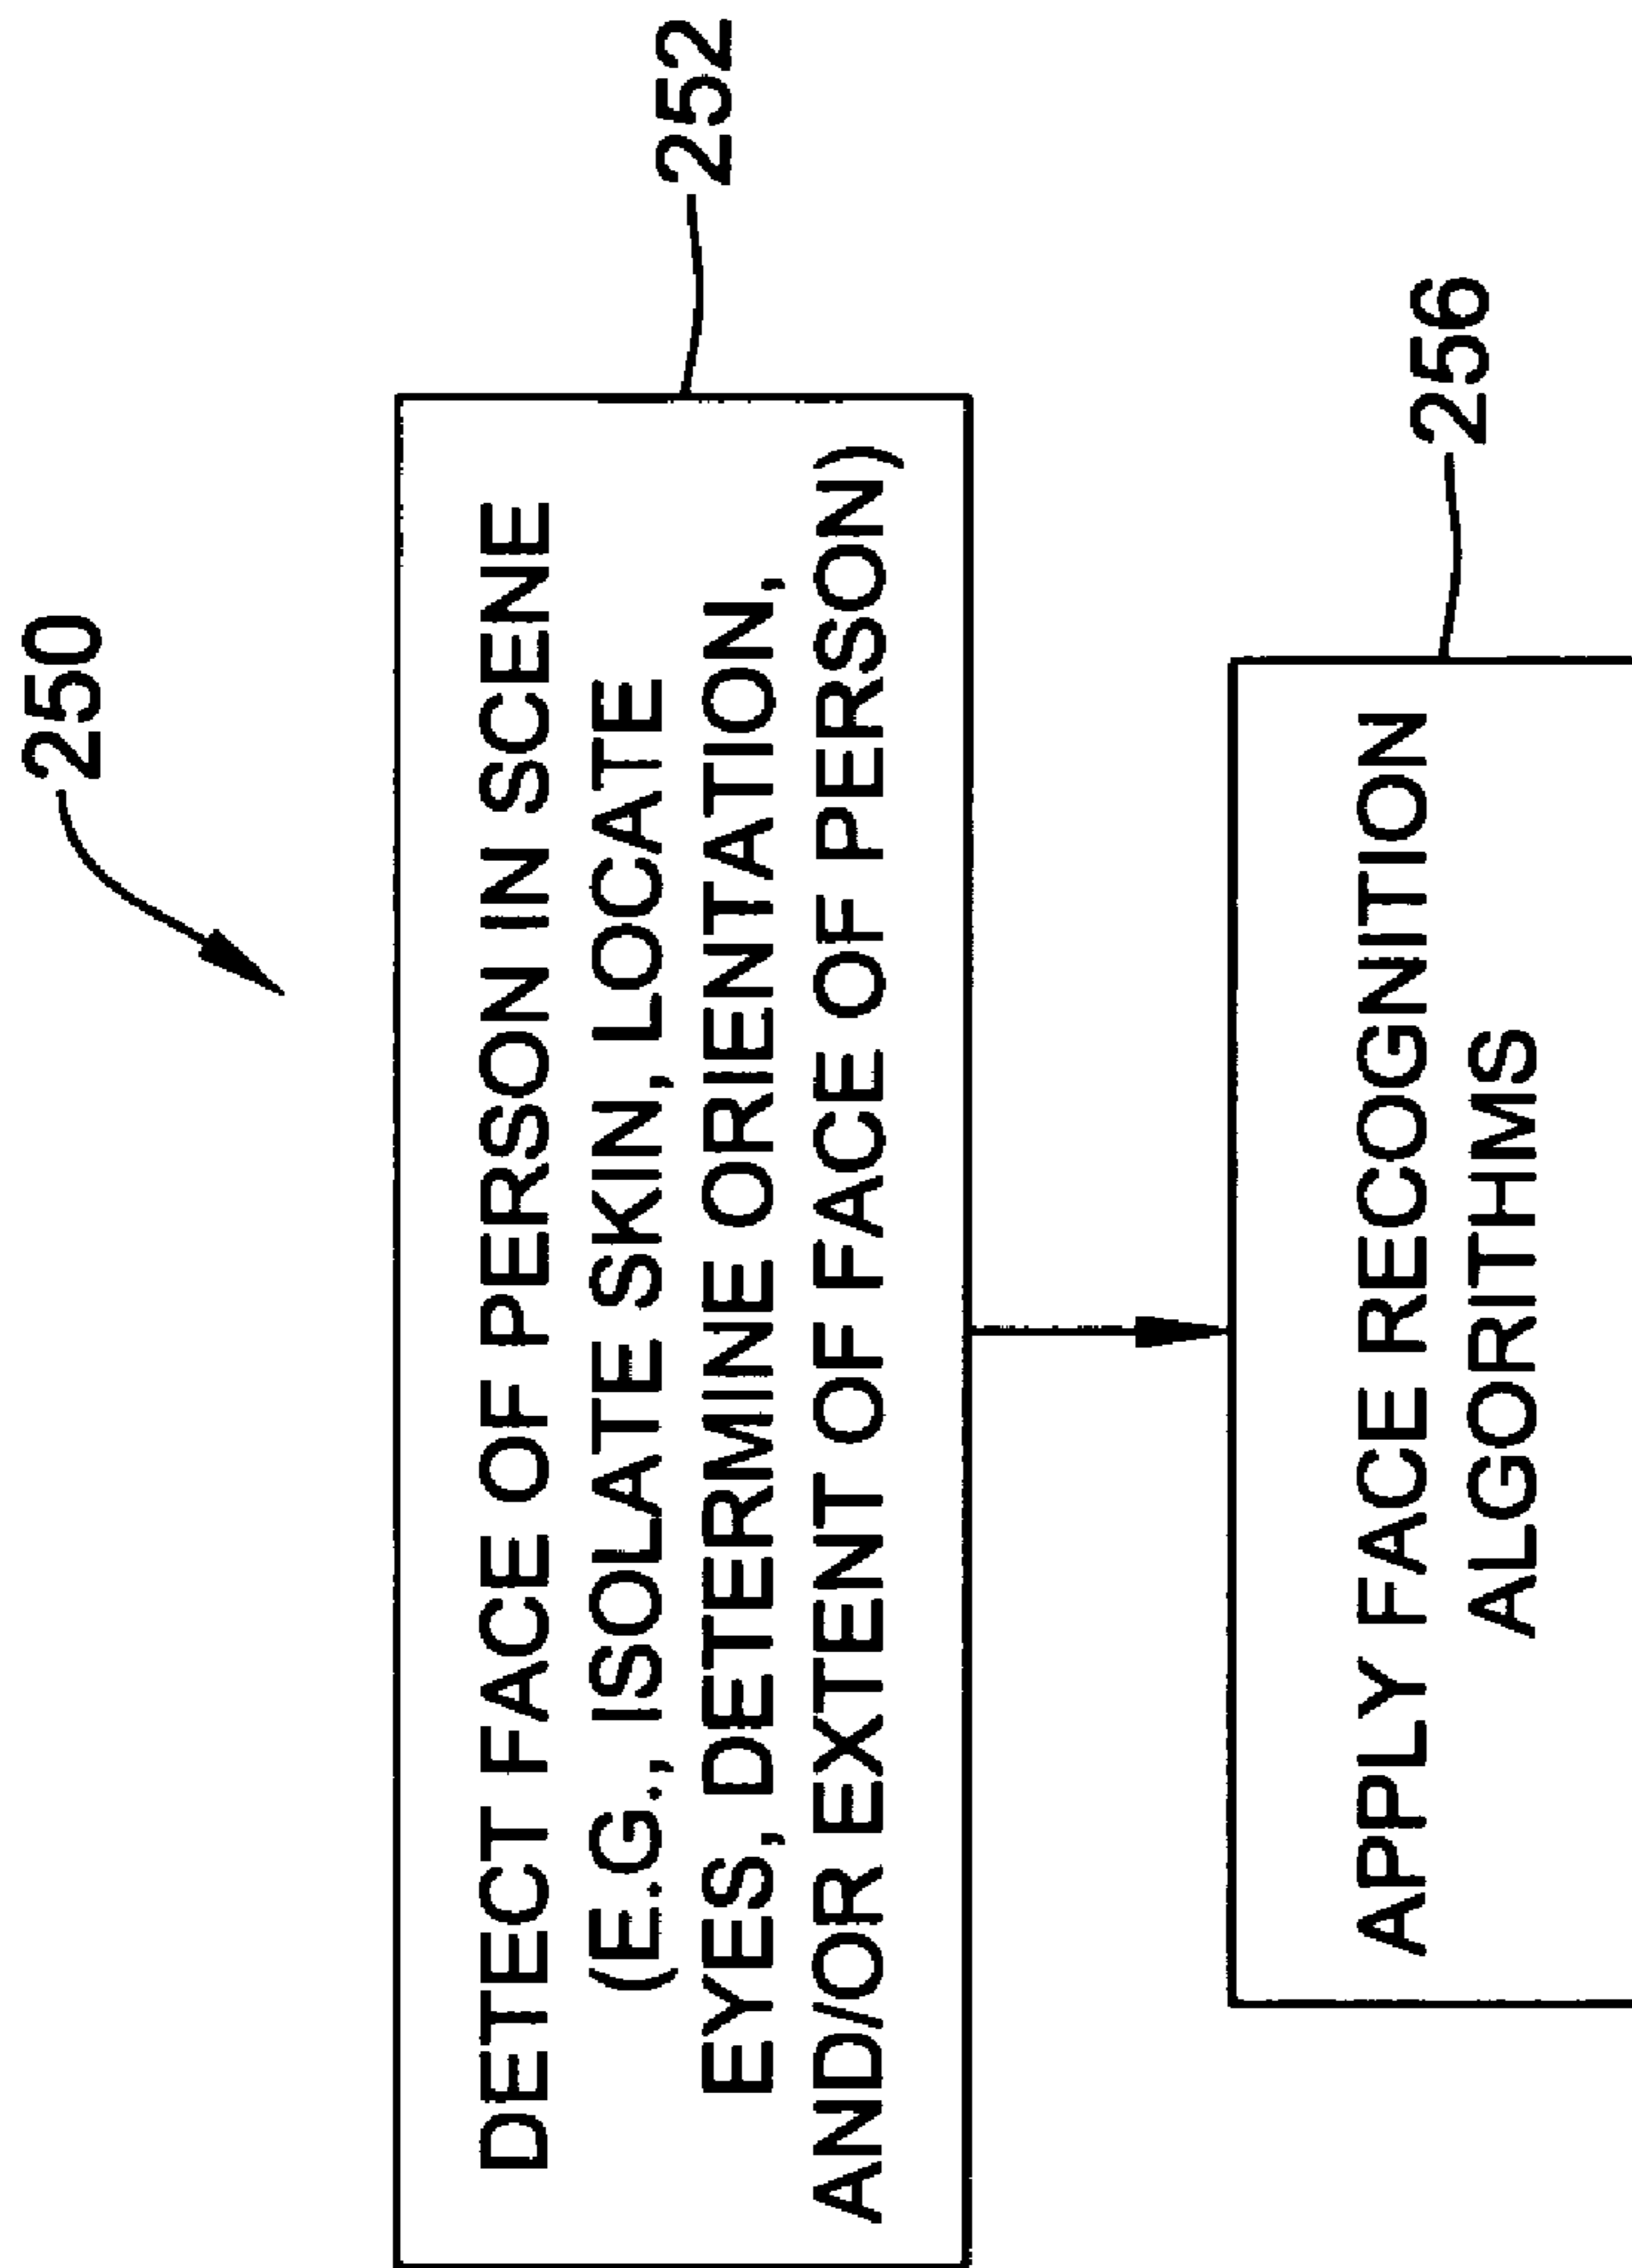 250
DETECT FACE OF PERSON IN SCENE
(E.G., ISOLATE SKIN, LOCATE
EYES, DETERMINE ORIENTATION,
AND/OR EXTENT OF FACE OF PERSON)
252
APPLY FACE RECOGNITION
ALGORITHMS
256